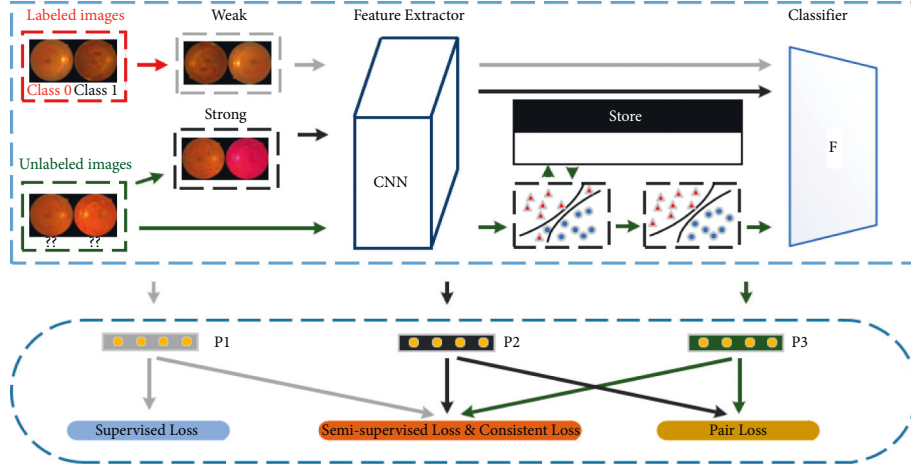 Labeled images
Weak
Feature Extractor
Classifier
Class 0 Class 1
Strong
Store
Unlabeled images
CNN
F
?? ??
P1
P2
P3
Supervised Loss
Semi-supervised Loss & Consistent Loss
Pair Loss